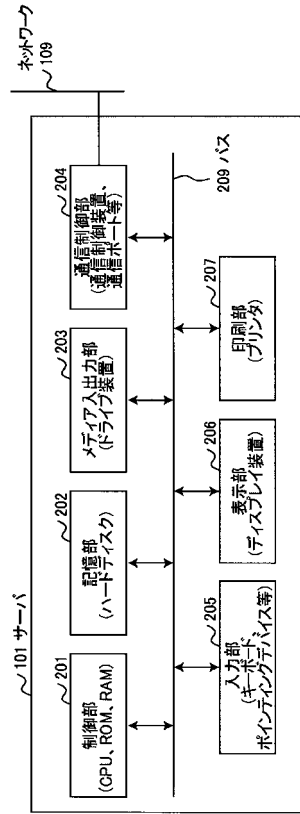 101 サーバ
201
制御部
(CPU、ROM、RAM)
202
記憶部
(ハードディスク)
203
メディア入出力部
(ドライブ装置)
204
通信制御部
(通信制御装置、
通信ポート等)
ネットワーク
109
209 バス
205
入力部
(キーボード、
ポインティングデバイス等)
206
表示部
(ディスプレイ装置)
207
印刷部
(プリンタ)